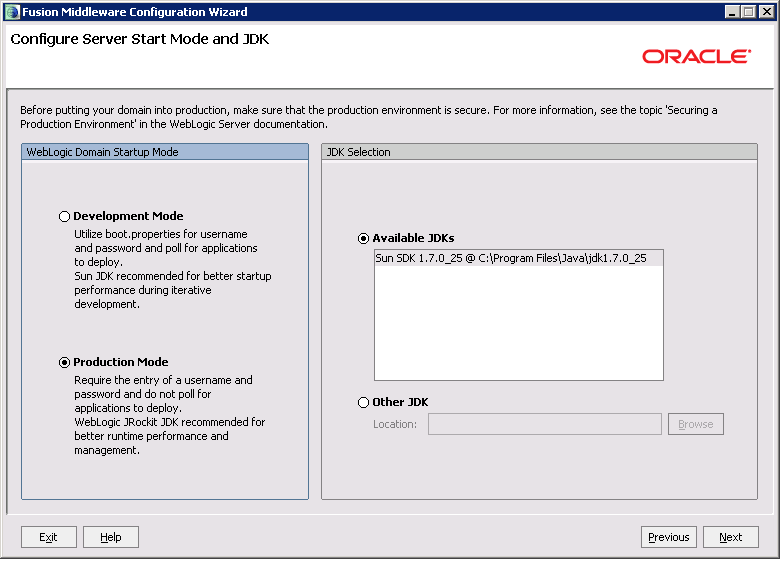 Fusion Middleware Configuration Wizard
Configure Server Start Mode and JDK
ORACLE
Before putting your domain into production, make sure that the production environment is secure. For more information, see the topic 'Securing a
Production Environment' in the WebLogic Server documentation.
WebLogic Domain Startup Mode
Development Mode
Utilize boot.properties for username
and password and poll for applications
to deploy.
Sun JDK recommended for better startup
performance during iterative
development.
Production Mode
Require the entry of a username and
password and do not poll for
applications to deploy.
WebLogic JRockit JDK recommended for
better runtime performance and
management.
JDK Selection
Available JDKs
Sun SDK 1.7.0_25 @ C:\Program Files\Java\jdk1.7.0_25
Other JDK
Location:
Browse
Exit
Help
Previous
Next